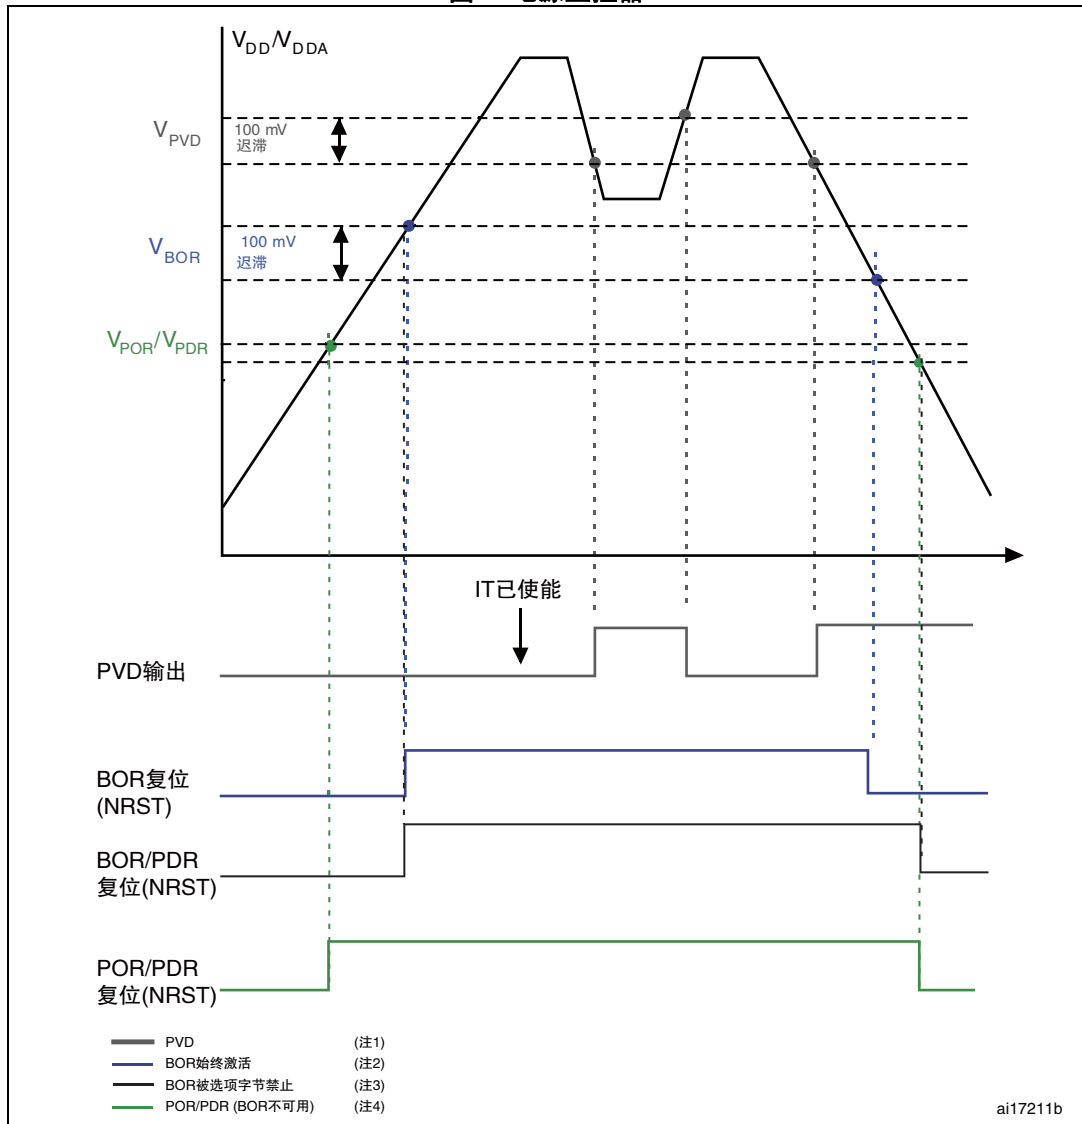 V_DD/V_DDA
V_PVD
100 mV
迟滞
V_BOR
100 mV
迟滞
V_POR/V_PDR
IT已使能
PVD输出
BOR复位
(NRST)
BOR/PDR
复位(NRST)
POR/PDR
复位(NRST)
PVD (注1)
BOR始终激活 (注2)
BOR被选项字节禁止 (注3)
POR/PDR (BOR不可用) (注4)
ai17211b